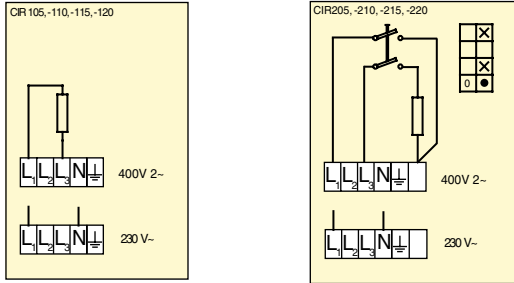 CIR 105, -110, -115, -120
L1 L2 L3 N
400V 2~
L1 L2 L3 N
230 V~
CIR205, -210, -215, -220
0
L1 L2 L3 N
400V 2~
L1 L2 L3 N
230 V~